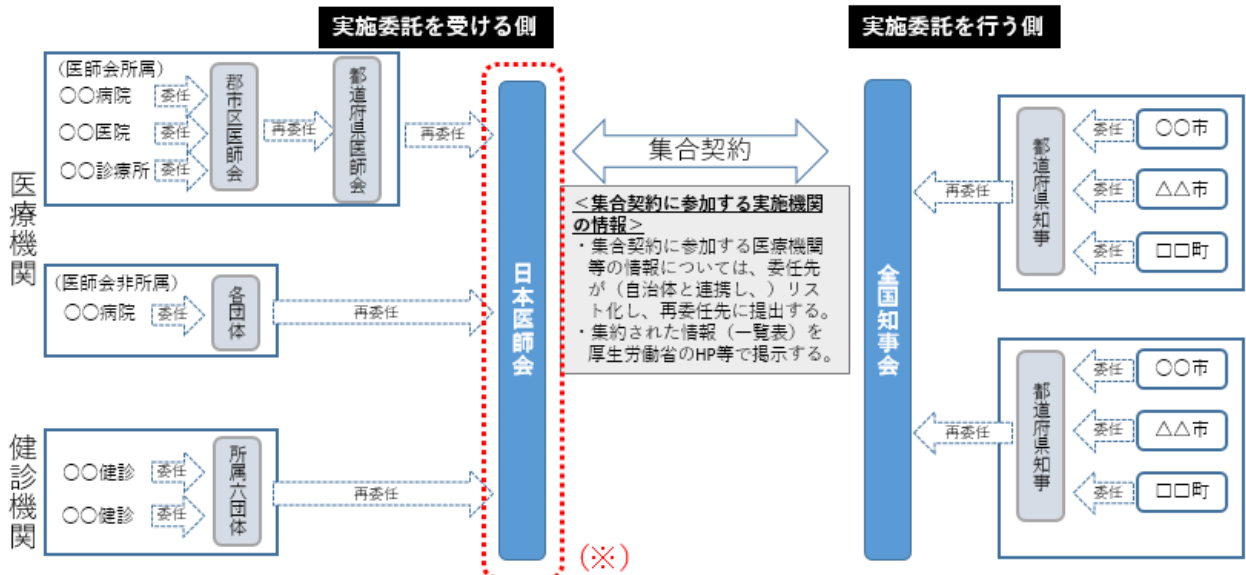 実施委託を受ける側
実施委託を行う側
医療機関
(医師会所属)
〇〇病院
委任
〇〇医院
委任
〇〇診療所
委任
郡市区医師会
再委任
都道府県医師会
再委任
(医師会非所属)
〇〇病院
委任
各団体
再委任
健診機関
〇〇健診
委任
〇〇健診
委任
所属六団体
再委任
日本医師会
(※)
集合契約
<集合契約に参加する実施機関
の情報>
・集合契約に参加する医療機関
等の情報については、委任先
が(自治体と連携し、)リス
ト化し、再委任先に提出する。
・集約された情報(一覧表)を
厚生労働省のHP等で掲示する。
全国知事会
再委任
都道府県知事
委任
〇〇市
委任
△△市
委任
□□町
再委任
都道府県知事
委任
〇〇市
委任
△△市
委任
□□町